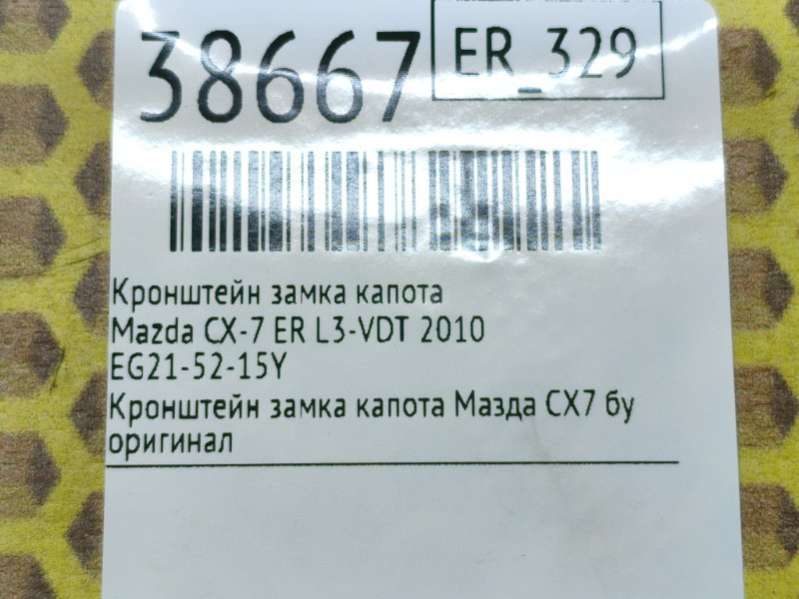 38667
ER_329
Кронштейн замка капота
Mazda CX-7 ER L3-VDT 2010
EG21-52-15Y
Кронштейн замка капота Мазда CX7 бу
оригинал